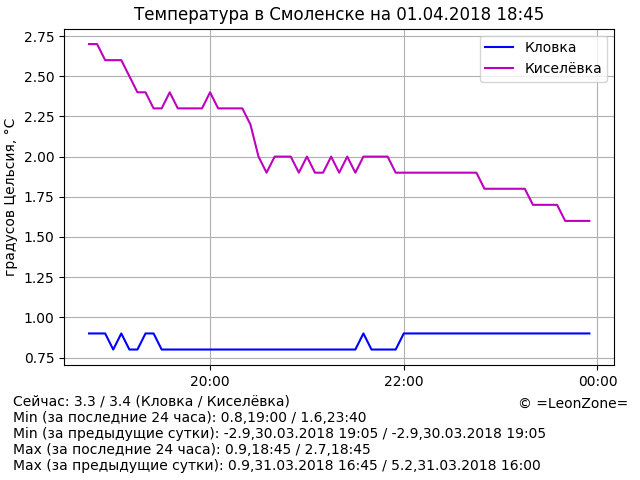 Температура в Смоленске на 01.04.2018 18:45
Кловка
Киселёвка
градусов Цельсия, °C
2.75
2.50
2.25
2.00
1.75
1.50
1.25
1.00
0.75
20:00
22:00
00:00
Сейчас: 3.3 / 3.4 (Кловка / Киселёвка)
© =LeonZone=
Min (за последние 24 часа): 0.8,19:00 / 1.6,23:40
Min (за предыдущие сутки): -2.9,30.03.2018 19:05 / -2.9,30.03.2018 19:05
Max (за последние 24 часа): 0.9,18:45 / 2.7,18:45
Max (за предыдущие сутки): 0.9,31.03.2018 16:45 / 5.2,31.03.2018 16:00